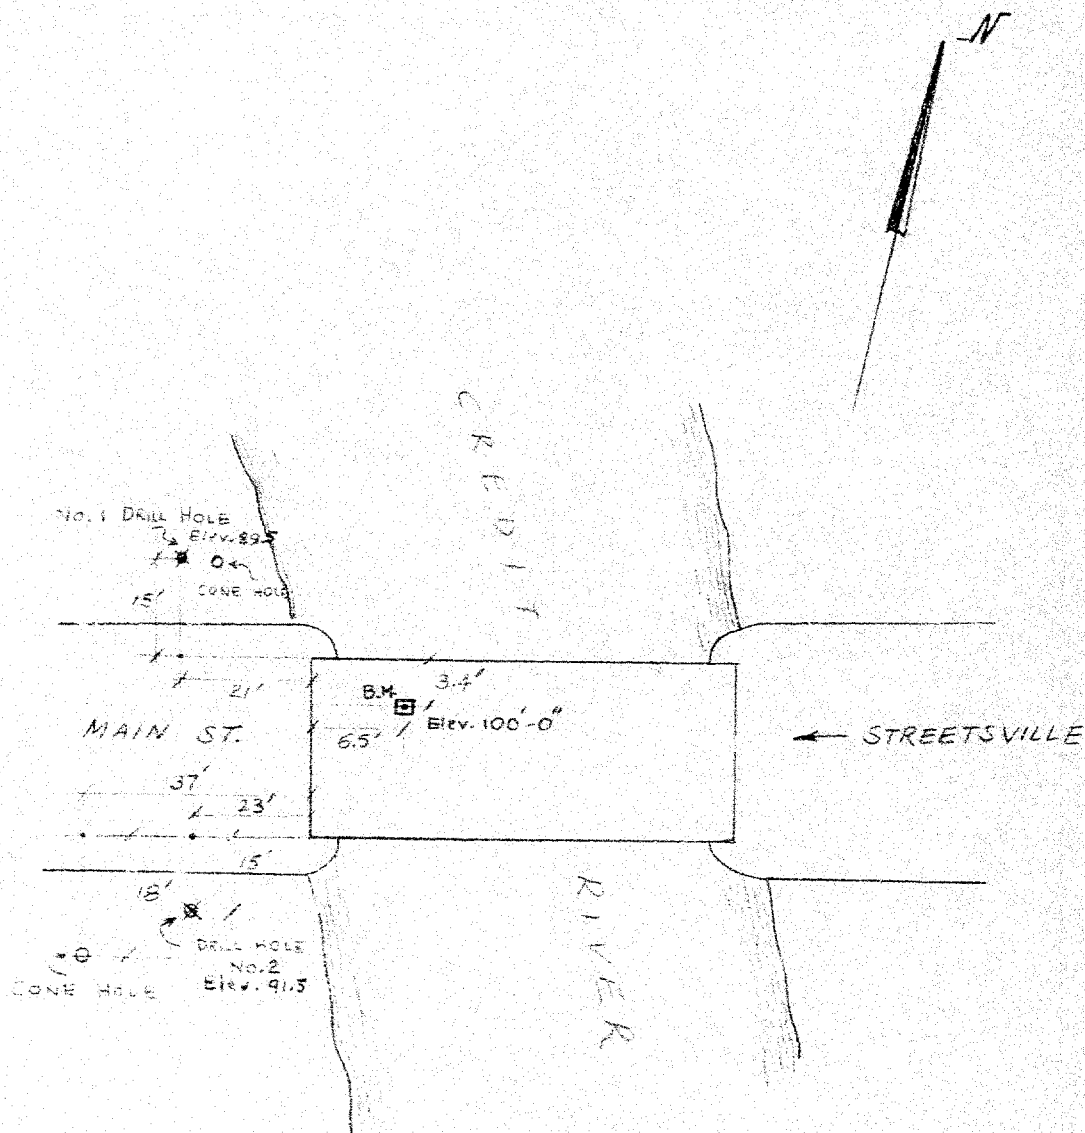 N
CREDIT
No. 1 DRILL HOLE
Elev. 89.5
CONE HOLE
15'
21'
3.4'
B.M.
Elev. 100'-0"
6.5'
MAIN ST.
STREETSVILLE
37'
23'
15'
18'
DRILL HOLE
No. 2
Elev. 91.5
CONE HOLE
RIVER